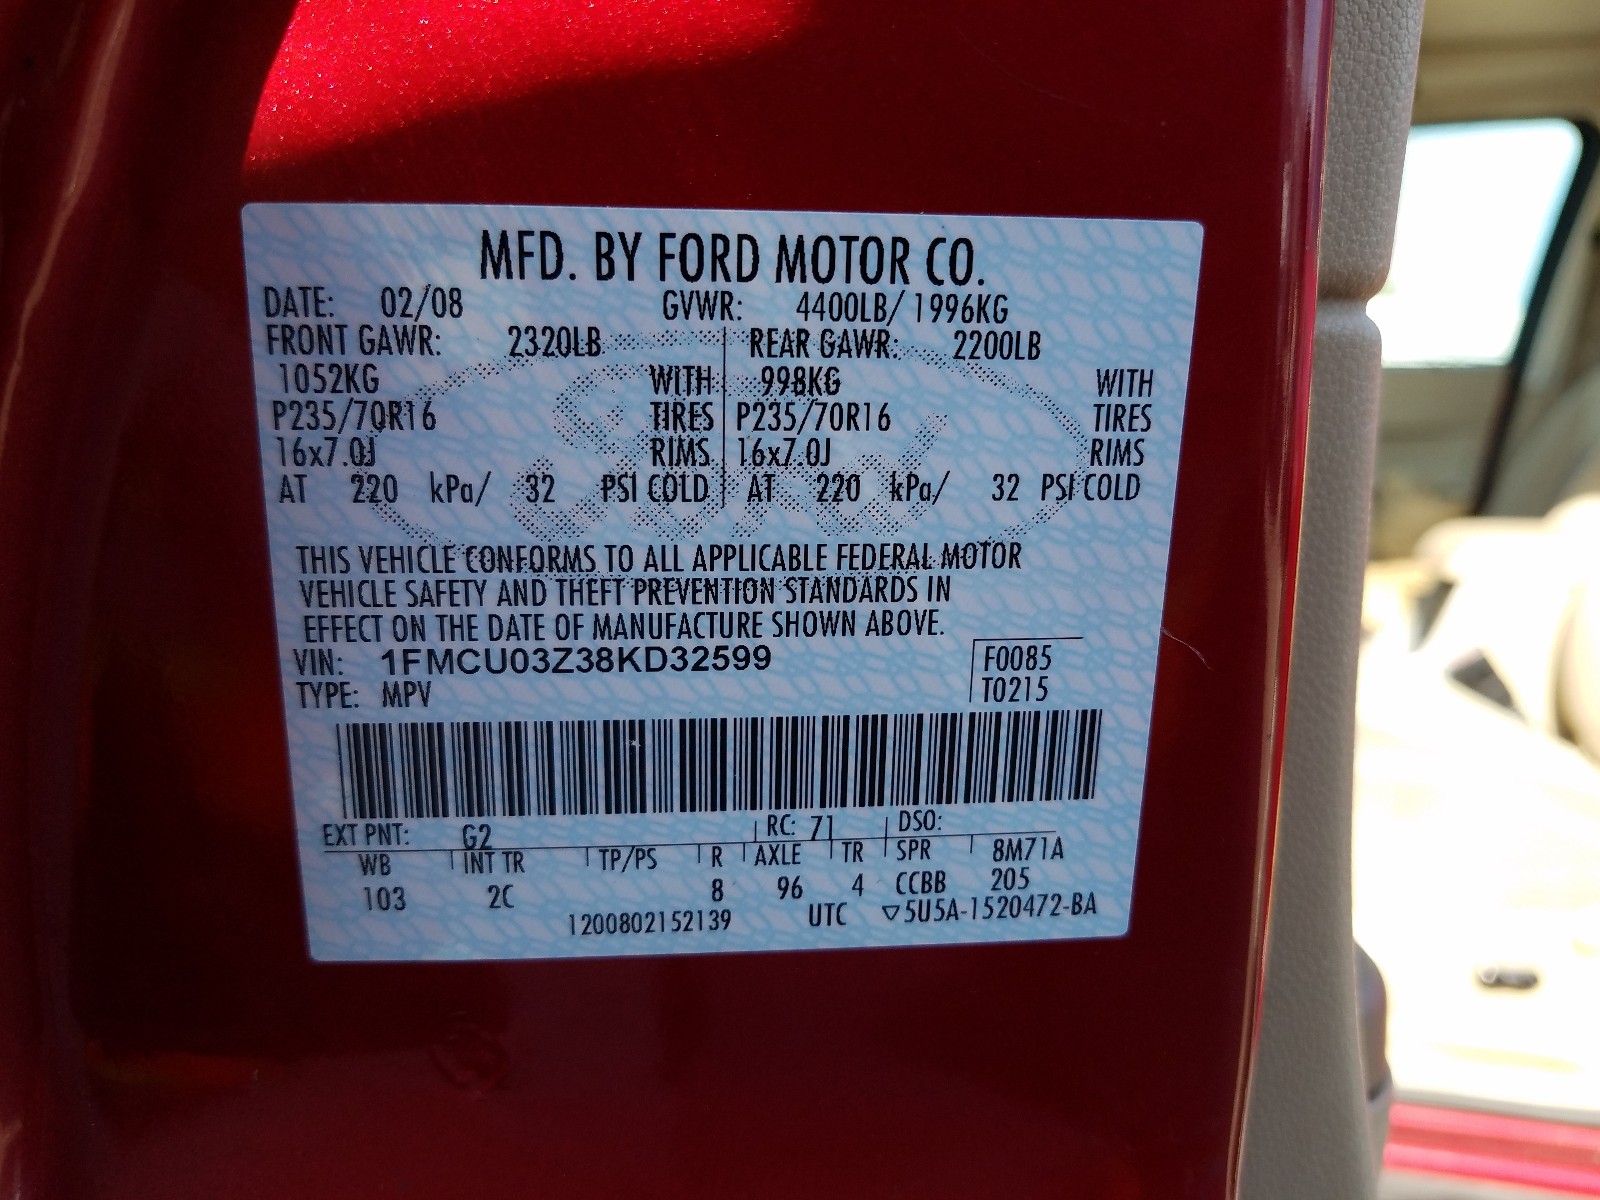 MFD. BY FORD MOTOR CO.
DATE: 02/08 GVWR: 4400LB/ 1996KG
FRONT GAWR: 2320LB REAR GAWR: 2200LB
1052KG WITH 998KG WITH
P235/70R16 TIRES P235/70R16 TIRES
16x7.0J RIMS 16x7.0J RIMS
AT 220 kPa/ 32 PSI COLD AT 220 kPa/ 32 PSI COLD
THIS VEHICLE CONFORMS TO ALL APPLICABLE FEDERAL MOTOR
VEHICLE SAFETY AND THEFT PREVENTION STANDARDS IN
EFFECT ON THE DATE OF MANUFACTURE SHOWN ABOVE.
VIN: 1FMCU03Z38KD32599 F0085
TYPE: MPV T0215
EXT PNT: G2 RC: 71 DSO:
WB INT TR TP/PS R AXLE TR SPR 8M71A
103 2C 8 96 4 CCBB 205
1200802152139 UTC ▽5U5A-1520472-BA
Ford